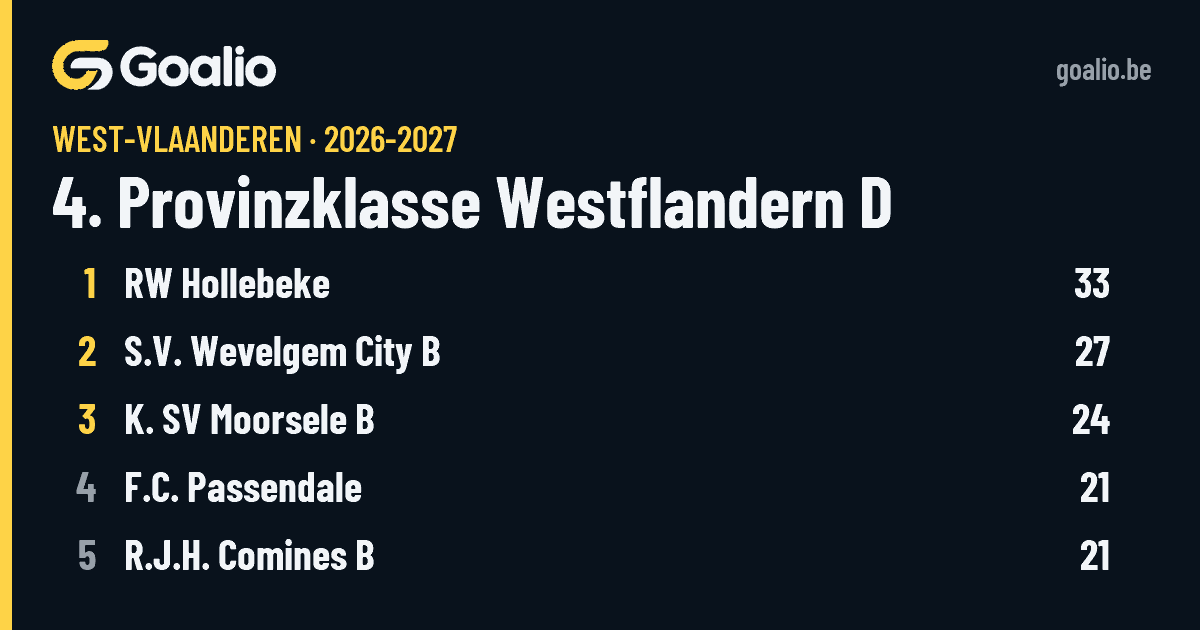 Goalio
goalio.be
WEST-VLAANDEREN · 2026-2027
4. Provinzklasse Westflandern D
1 RW Hollebeke 33
2 S.V. Wevelgem City B 27
3 K. SV Moorsele B 24
4 F.C. Passendale 21
5 R.J.H. Comines B 21